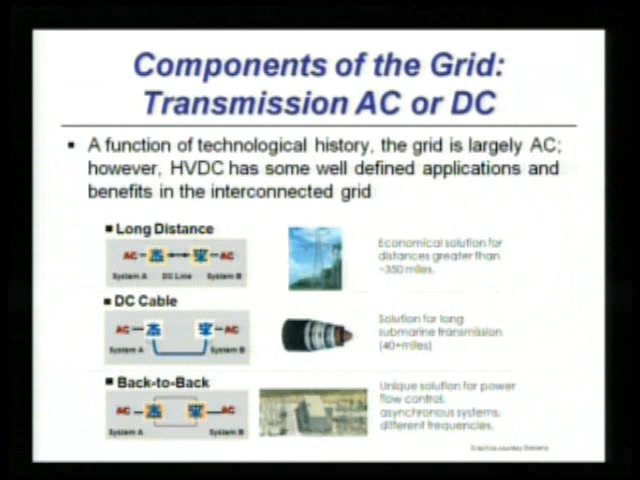 Components of the Grid:
Transmission AC or DC
▪ A function of technological history, the grid is largely AC;
however, HVDC has some well defined applications and
benefits in the interconnected grid
▪ Long Distance
AC AC
System A DC Line System B
Economical solution for
distances greater than
~350 miles.
▪ DC Cable
AC AC
System A System B
Solution for long
submarine transmission
(40+miles)
▪ Back-to-Back
AC AC
System A System B
Unique solution for power
flow control,
asynchronous systems,
different frequencies.
Graphics courtesy Siemens